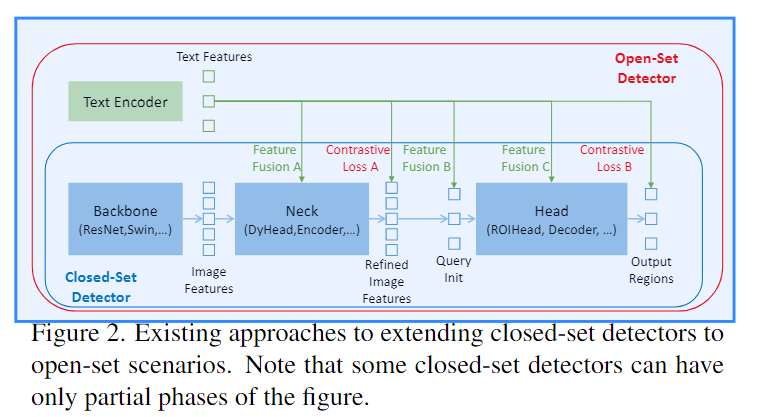 Text Features
Open-Set
Detector
Text Encoder
Feature
Fusion A
Contrastive
Loss A
Feature
Fusion B
Feature
Fusion C
Contrastive
Loss B
Backbone
(ResNet,Swin,...)
Neck
(DyHead,Encoder,...)
Head
(ROIHead, Decoder, ...)
Closed-Set
Detector
Image
Features
Refined
Image
Features
Query
Init
Output
Regions
Figure 2. Existing approaches to extending closed-set detectors to
open-set scenarios. Note that some closed-set detectors can have
only partial phases of the figure.